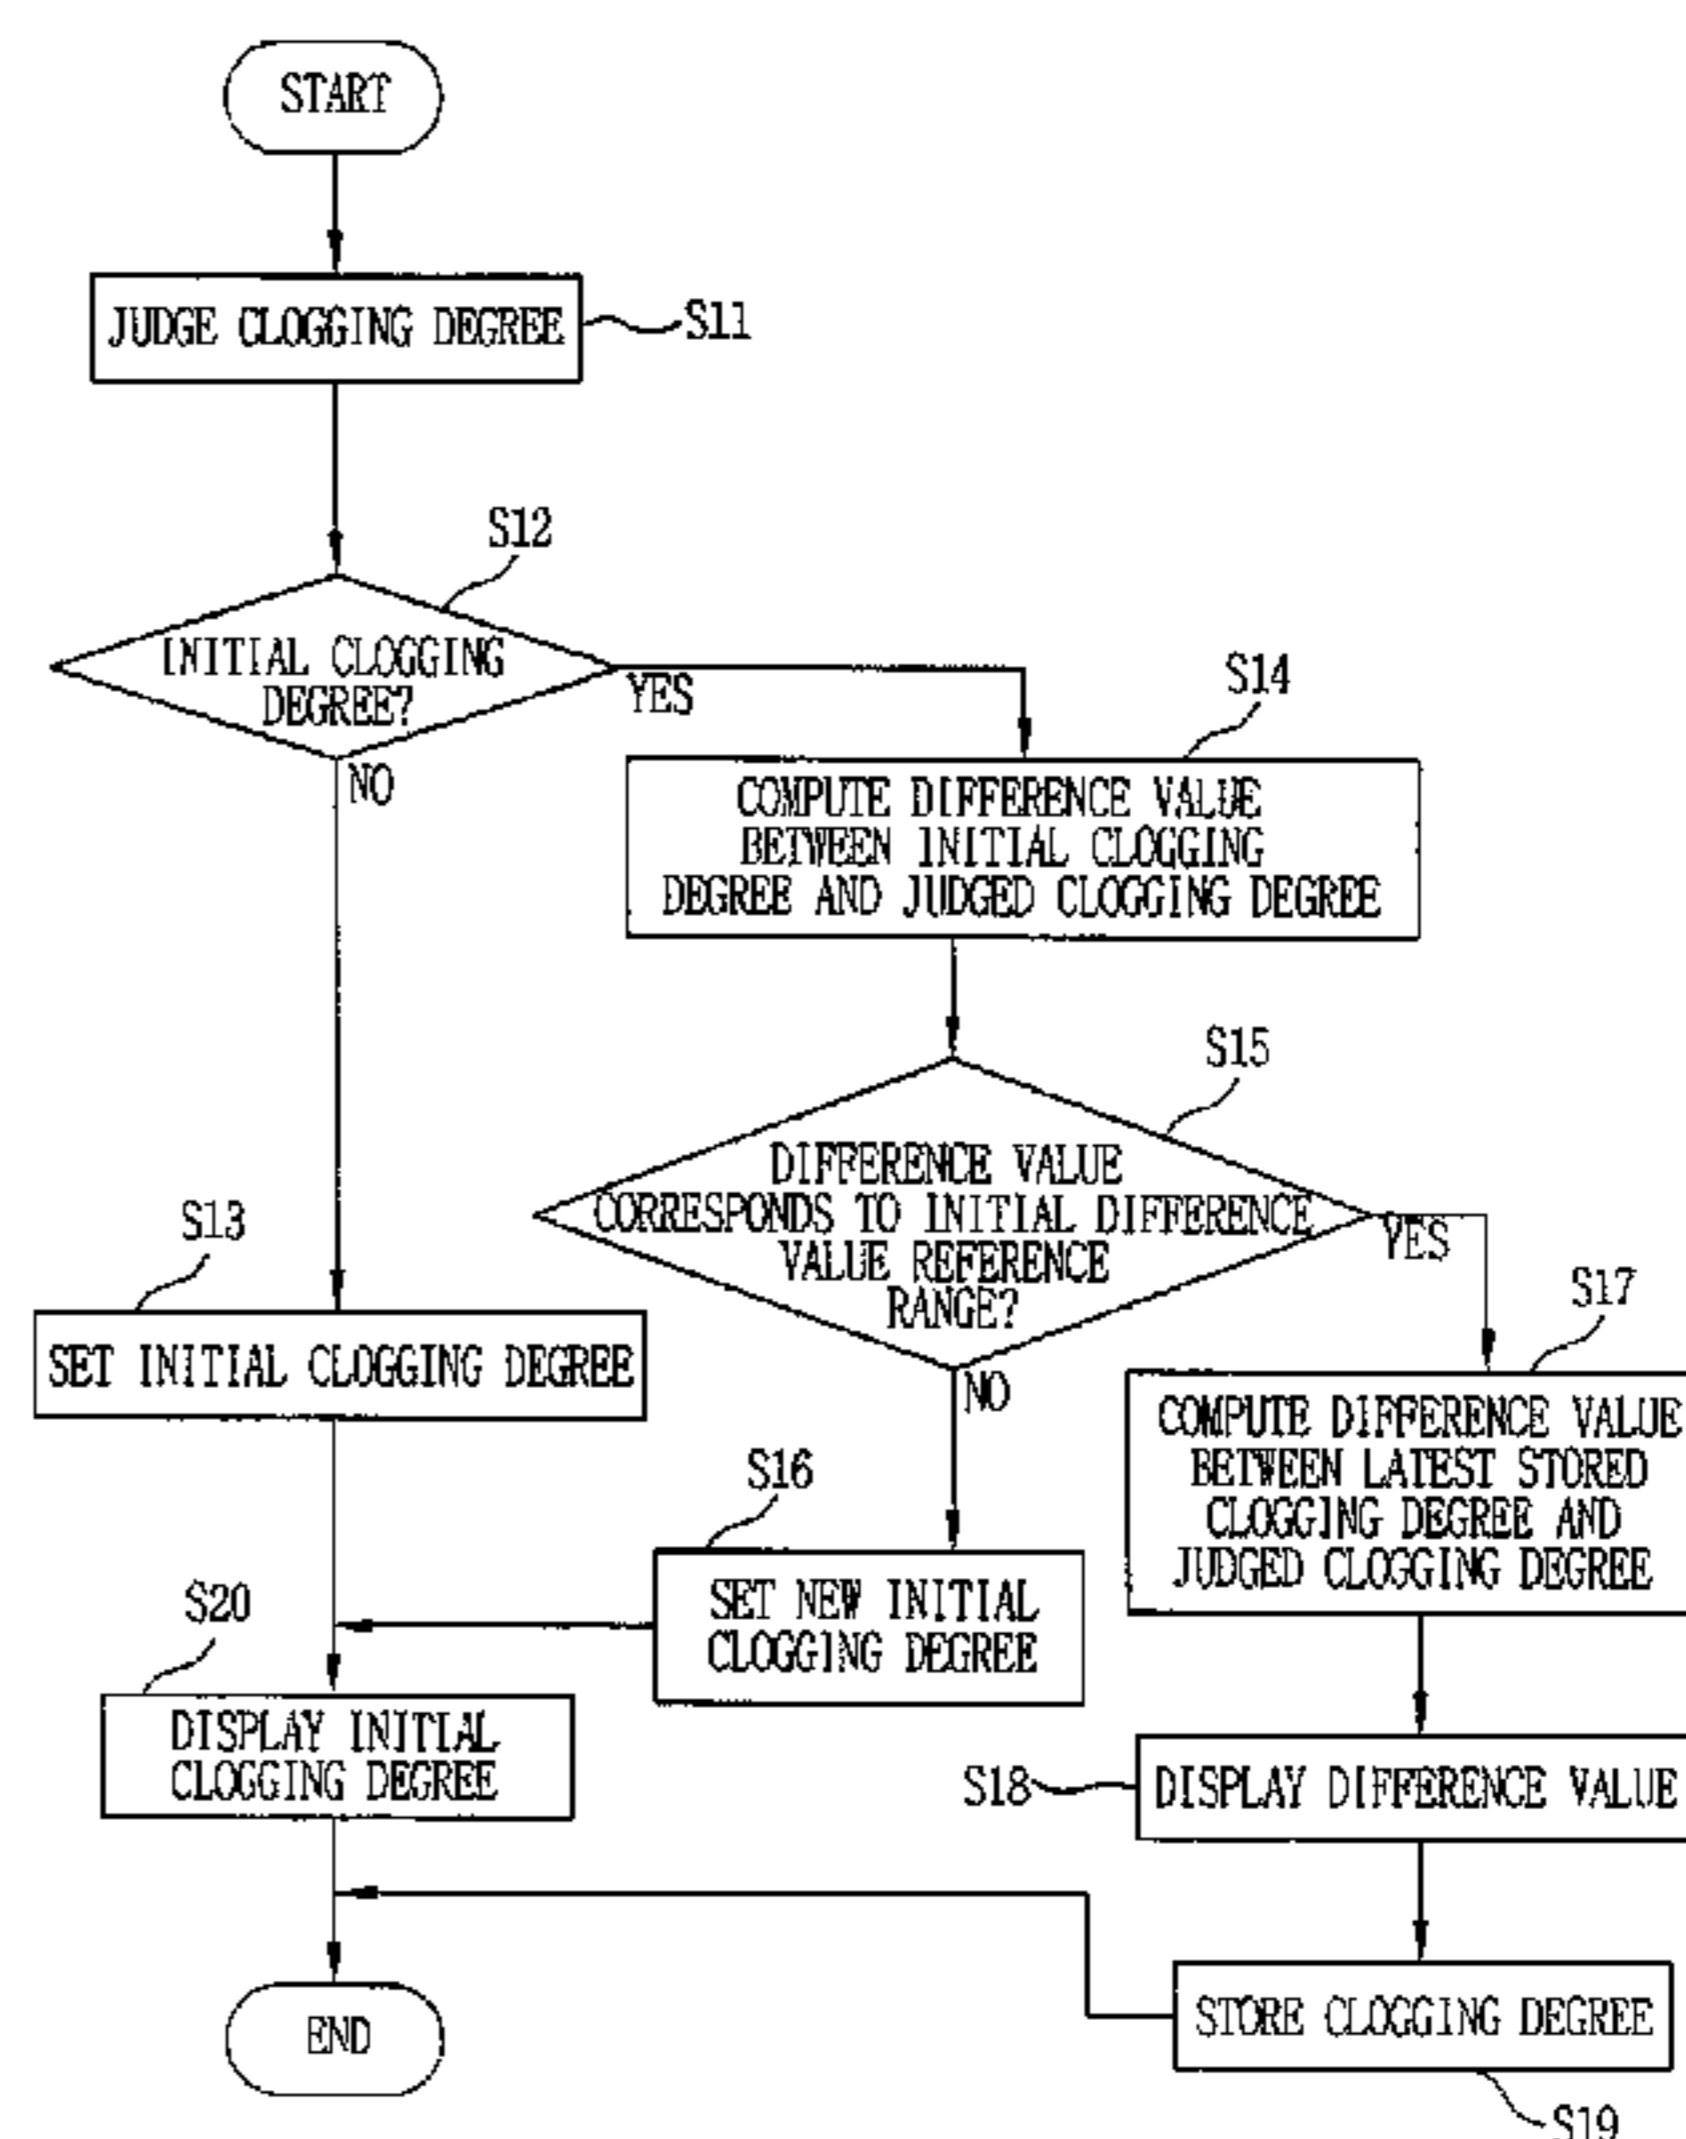 START
JUDGE CLOGGING DEGREE
S11
S12
INITIAL CLOGGING
DEGREE?
YES
NO
S14
COMPUTE DIFFERENCE VALUE
BETWEEN INITIAL CLOGGING
DEGREE AND JUDGED CLOGGING DEGREE
S15
DIFFERENCE VALUE
CORRESPONDS TO INITIAL DIFFERENCE
VALUE REFERENCE
RANGE?
YES
NO
S13
SET INITIAL CLOGGING DEGREE
S17
COMPUTE DIFFERENCE VALUE
BETWEEN LATEST STORED
CLOGGING DEGREE AND
JUDGED CLOGGING DEGREE
S16
SET NEW INITIAL
CLOGGING DEGREE
S20
DISPLAY INITIAL
CLOGGING DEGREE
S18
DISPLAY DIFFERENCE VALUE
STORE CLOGGING DEGREE
S19
END